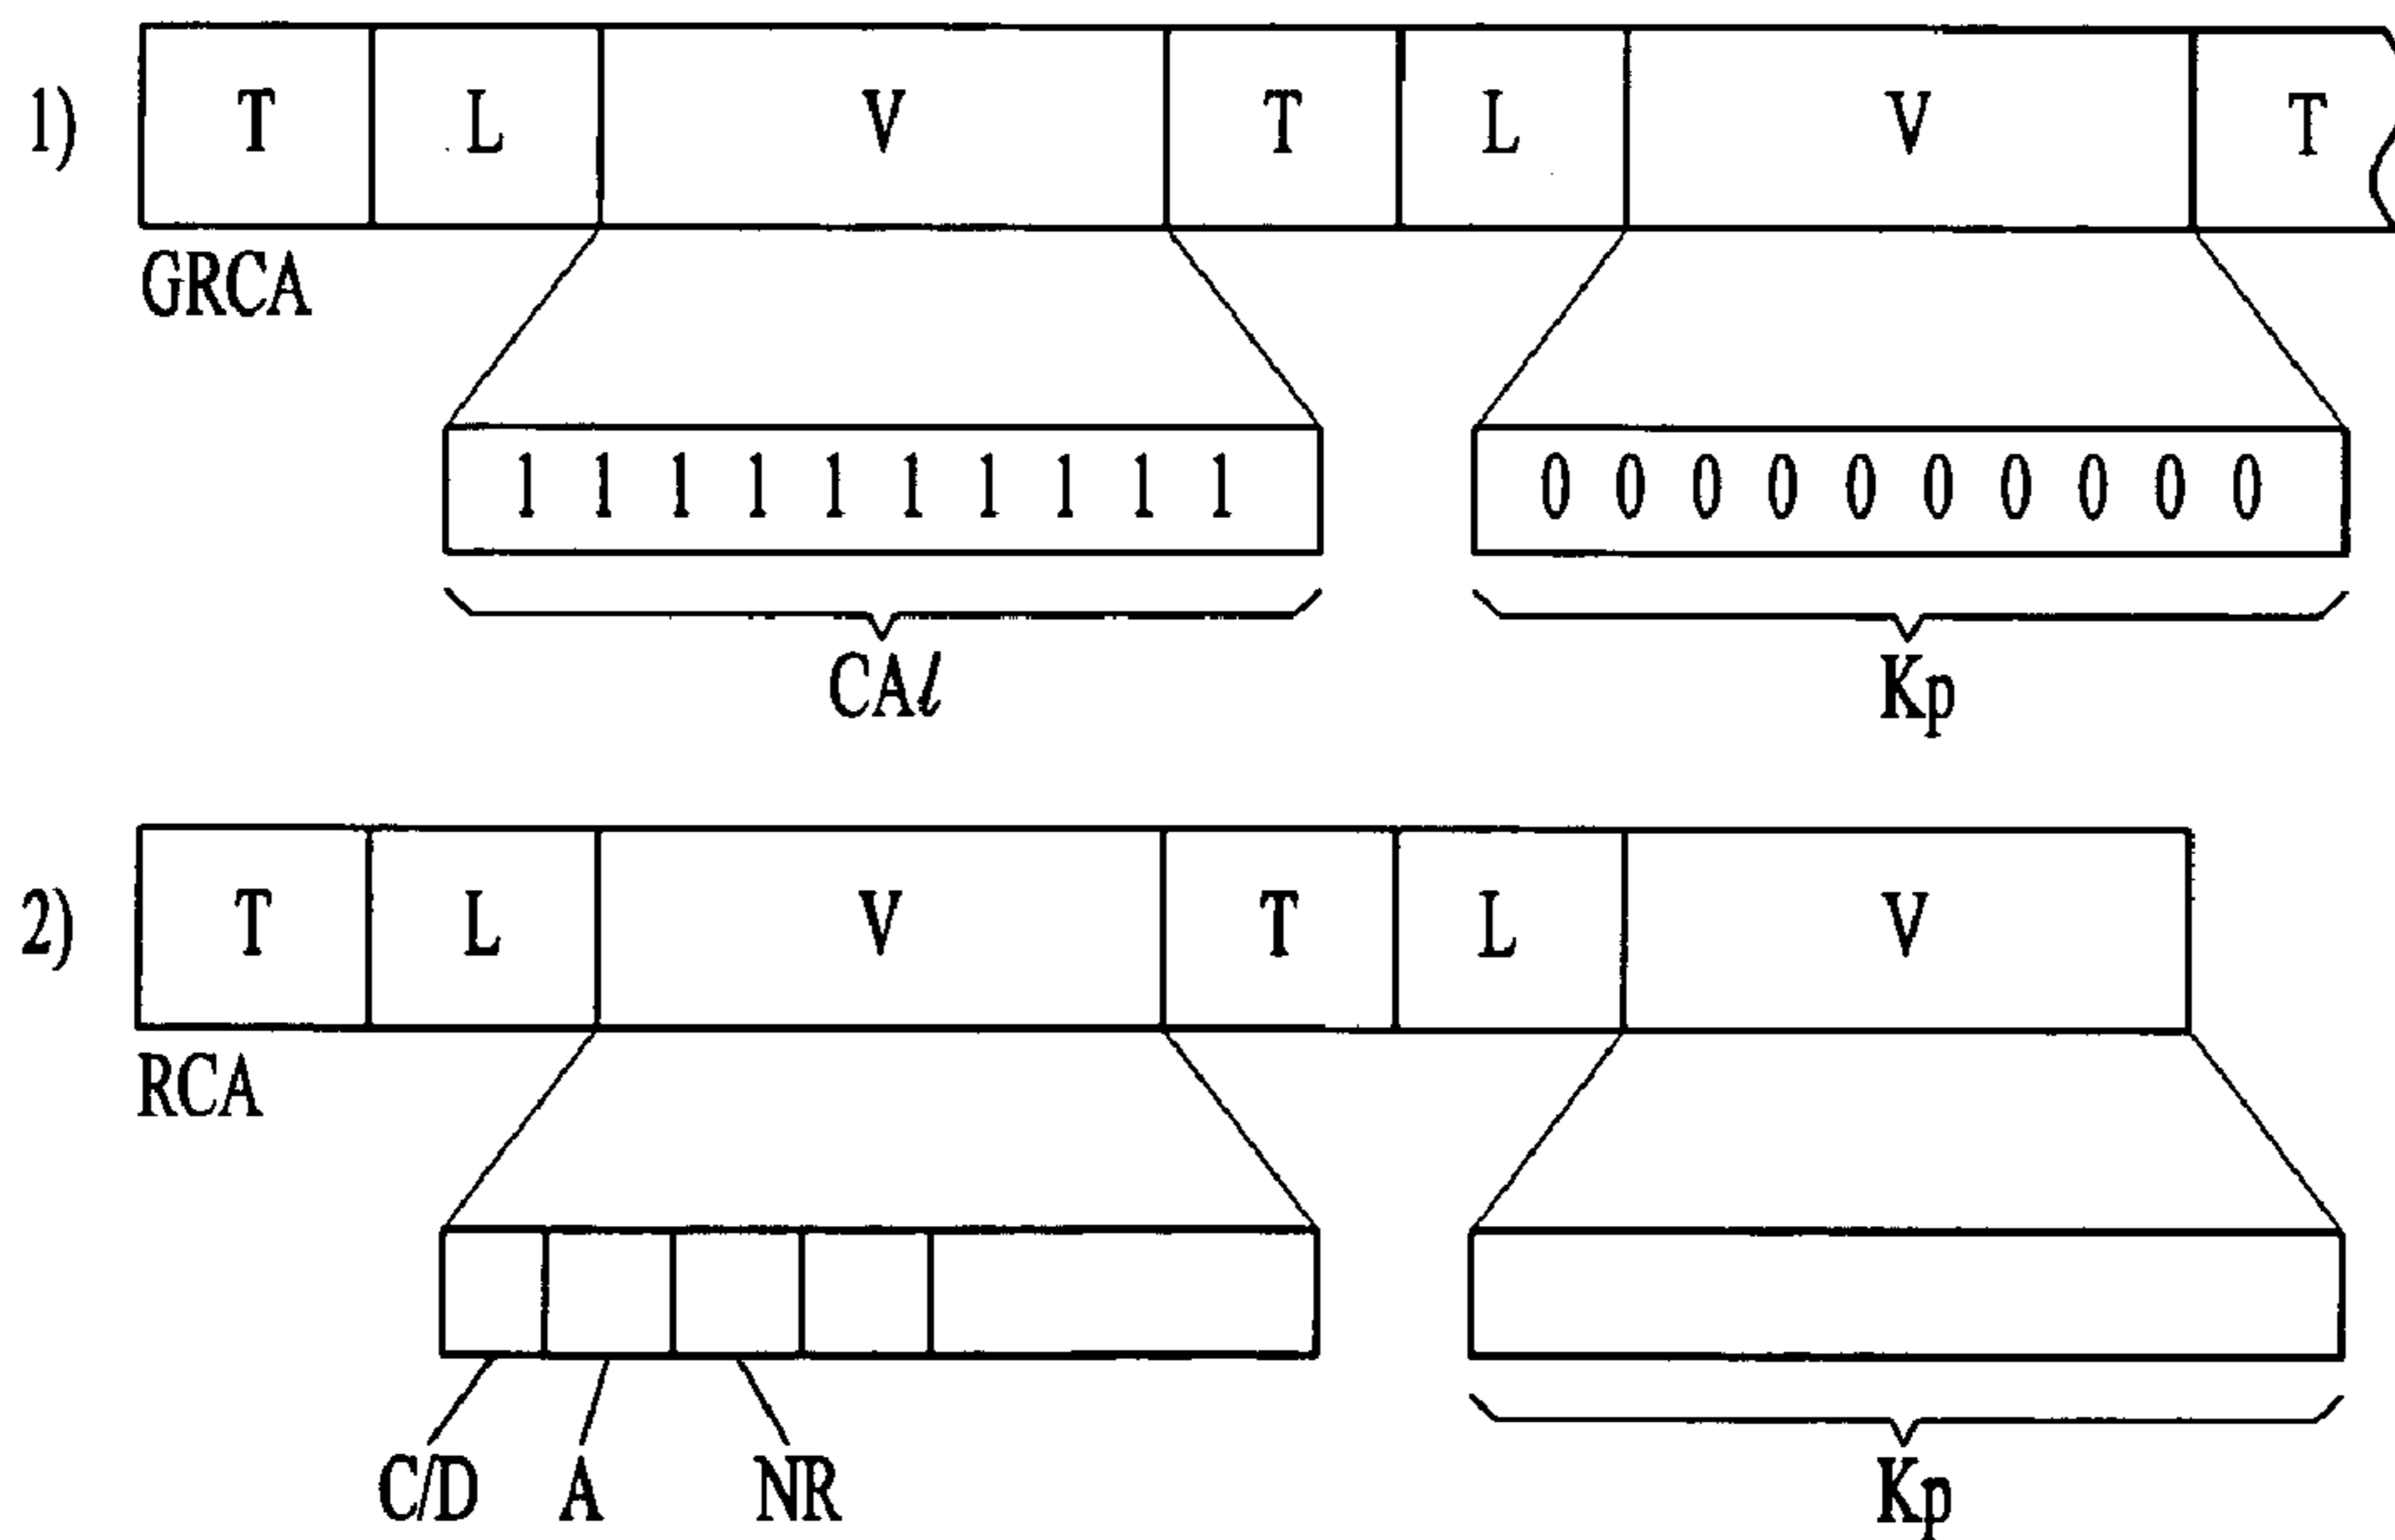 1) T L V T L V T
GRCA
1 1 1 1 1 1 1 1 1 1 0 0 0 0 0 0 0 0 0 0
CAℓ Kp
2) T L V T L V
RCA
C/D A NR Kp